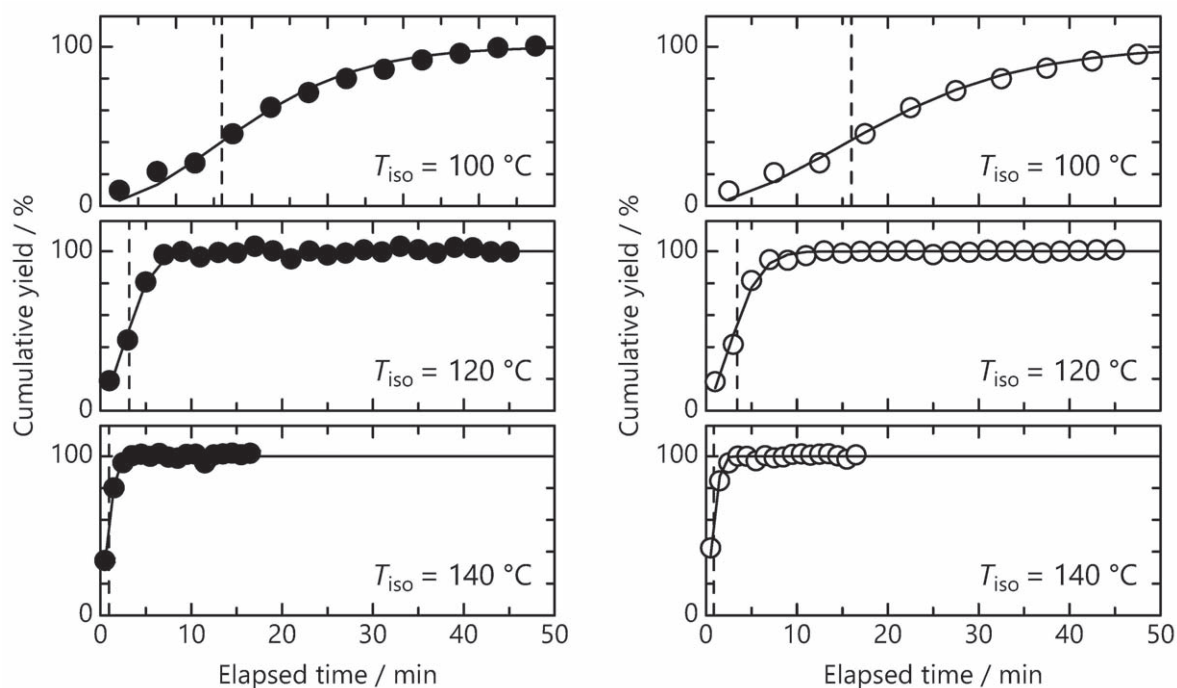 Cumulative yield / %
100
0
T_iso = 100 °C
100
0
T_iso = 120 °C
100
0
T_iso = 140 °C
0 10 20 30 40 50
Elapsed time / min
Cumulative yield / %
100
0
T_iso = 100 °C
100
0
T_iso = 120 °C
100
0
T_iso = 140 °C
0 10 20 30 40 50
Elapsed time / min